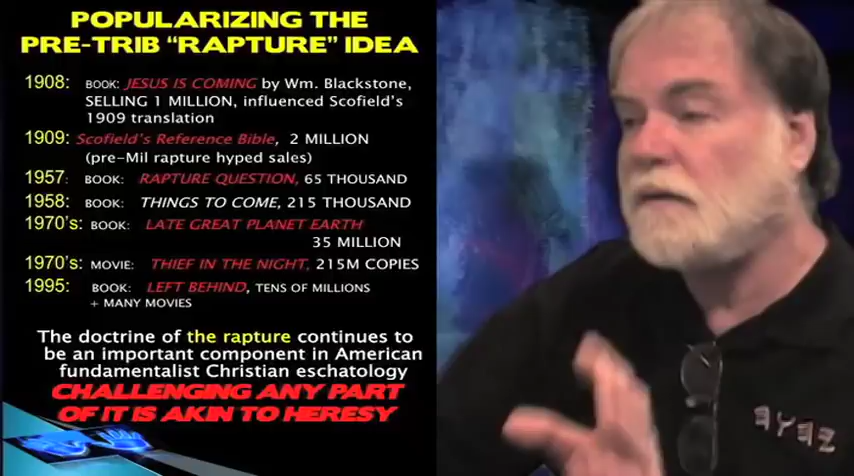 POPULARIZING THE
PRE-TRIB “RAPTURE” IDEA
1908: BOOK: JESUS IS COMING by Wm. Blackstone,
SELLING 1 MILLION, influenced Scofield's
1909 translation
1909: Scofield's Reference Bible, 2 MILLION
(pre-Mil rapture hyped sales)
1957: BOOK: RAPTURE QUESTION, 65 THOUSAND
1958: BOOK: THINGS TO COME, 215 THOUSAND
1970's: BOOK: LATE GREAT PLANET EARTH
35 MILLION
1970's: MOVIE: THIEF IN THE NIGHT, 215M COPIES
1995: BOOK: LEFT BEHIND, TENS OF MILLIONS
+ MANY MOVIES
The doctrine of the rapture continues to
be an important component in American
fundamentalist Christian eschatology
CHALLENGING ANY PART
OF IT IS AKIN TO HERESY
𐤉𐤄𐤅𐤄